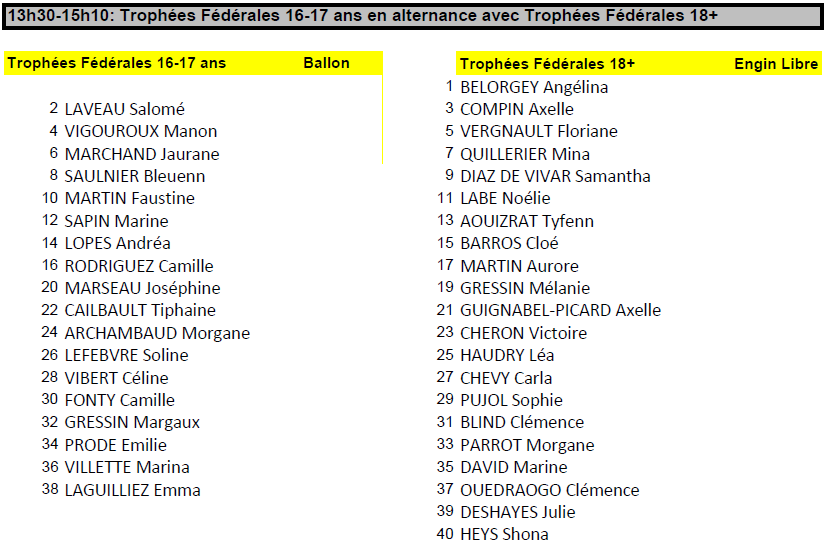 13h30-15h10: Trophées Fédérales 16-17 ans en alternance avec Trophées Fédérales 18+
Trophées Fédérales 16-17 ans Ballon
2 LAVEAU Salomé
4 VIGOUROUX Manon
6 MARCHAND Jaurane
8 SAULNIER Bleuenn
10 MARTIN Faustine
12 SAPIN Marine
14 LOPES Andréa
16 RODRIGUEZ Camille
20 MARSEAU Joséphine
22 CAILBAULT Tiphaine
24 ARCHAMBAUD Morgane
26 LEFEBVRE Soline
28 VIBERT Céline
30 FONTY Camille
32 GRESSIN Margaux
34 PRODE Emilie
36 VILLETTE Marina
38 LAGUILLIEZ Emma
Trophées Fédérales 18+ Engin Libre
1 BELORGEY Angélina
3 COMPIN Axelle
5 VERGNAULT Floriane
7 QUILLERIER Mina
9 DIAZ DE VIVAR Samantha
11 LABE Noélie
13 AOUIZRAT Tyfenn
15 BARROS Cloé
17 MARTIN Aurore
19 GRESSIN Mélanie
21 GUIGNABEL-PICARD Axelle
23 CHERON Victoire
25 HAUDRY Léa
27 CHEVY Carla
29 PUJOL Sophie
31 BLIND Clémence
33 PARROT Morgane
35 DAVID Marine
37 OUEDRAOGO Clémence
39 DESHAYES Julie
40 HEYS Shona